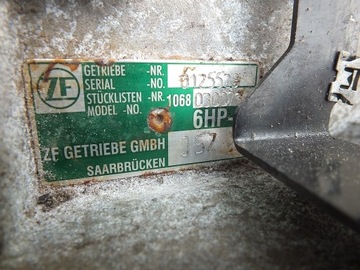 ZF
GETRIEBE -NR.
SERIAL -NO.
STÜCKLISTEN -NR. 1068
MODEL -NO. 6HP-
ZF GETRIEBE GMBH
SAARBRÜCKEN